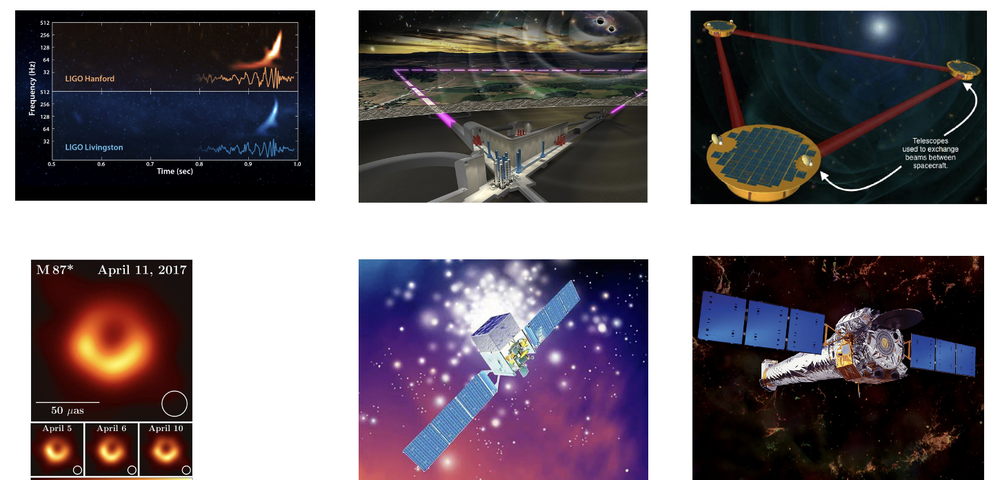 512
256
128
64
32
LIGO Hanford
512
256
128
64
32
LIGO Livingston
Frequency (Hz)
0.5 0.6 0.7 0.8 0.9 1.0
Time (sec)
Telescopes
used to exchange
beams between
spacecraft.
M 87* April 11, 2017
50 μas
April 5 April 6 April 10